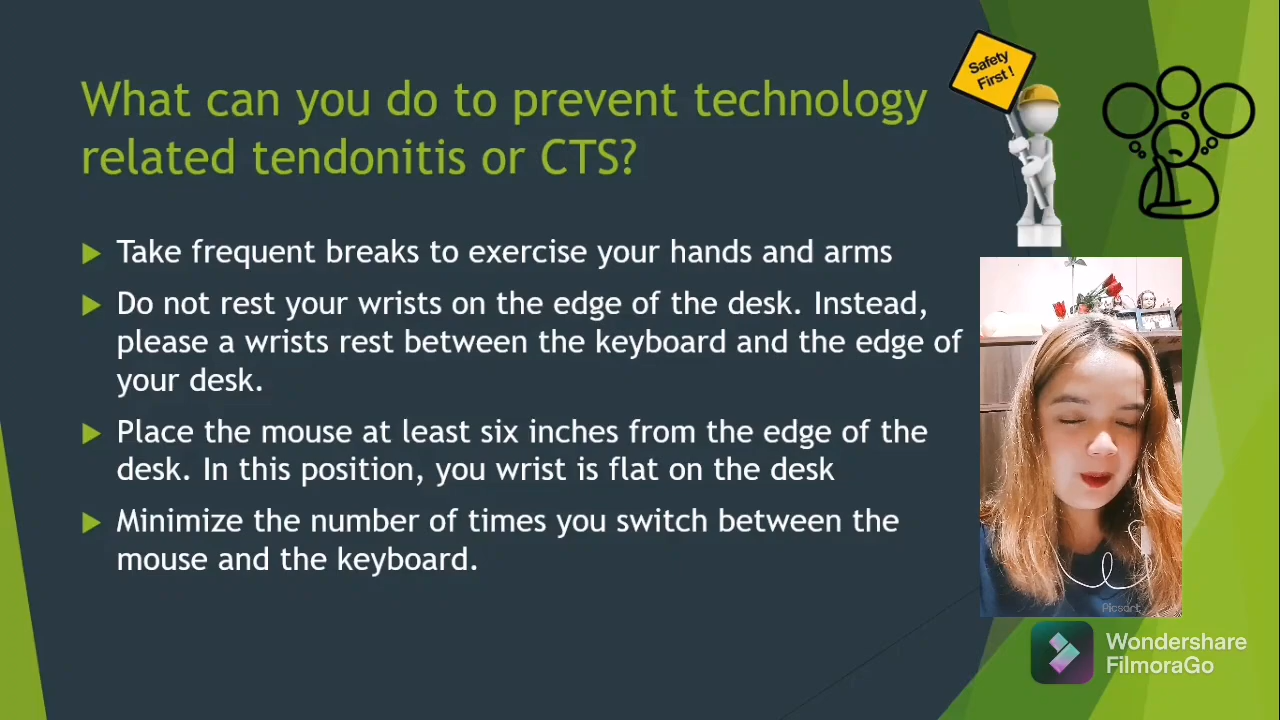 What can you do to prevent technology
related tendonitis or CTS?
Safety
First !
Take frequent breaks to exercise your hands and arms
Do not rest your wrists on the edge of the desk. Instead,
please a wrists rest between the keyboard and the edge of
your desk.
Place the mouse at least six inches from the edge of the
desk. In this position, you wrist is flat on the desk
Minimize the number of times you switch between the
mouse and the keyboard.
Picsart
Wondershare
FilmoraGo